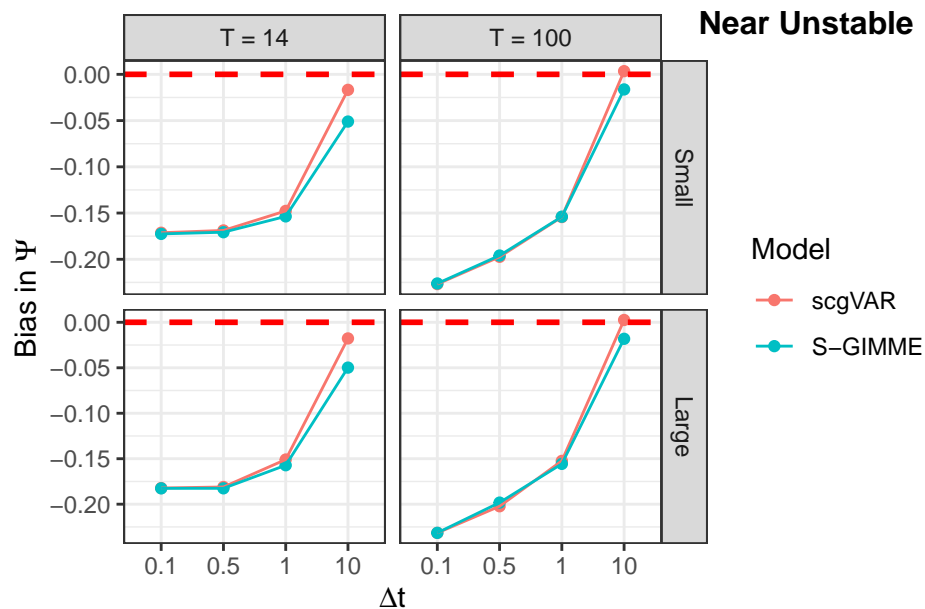 Near Unstable
T = 14
T = 100
Bias in Ψ
0.00
−0.05
−0.10
−0.15
−0.20
Small
0.00
−0.05
−0.10
−0.15
−0.20
Large
0.1 0.5 1 10
0.1 0.5 1 10
Δt
Model
scgVAR
S−GIMME